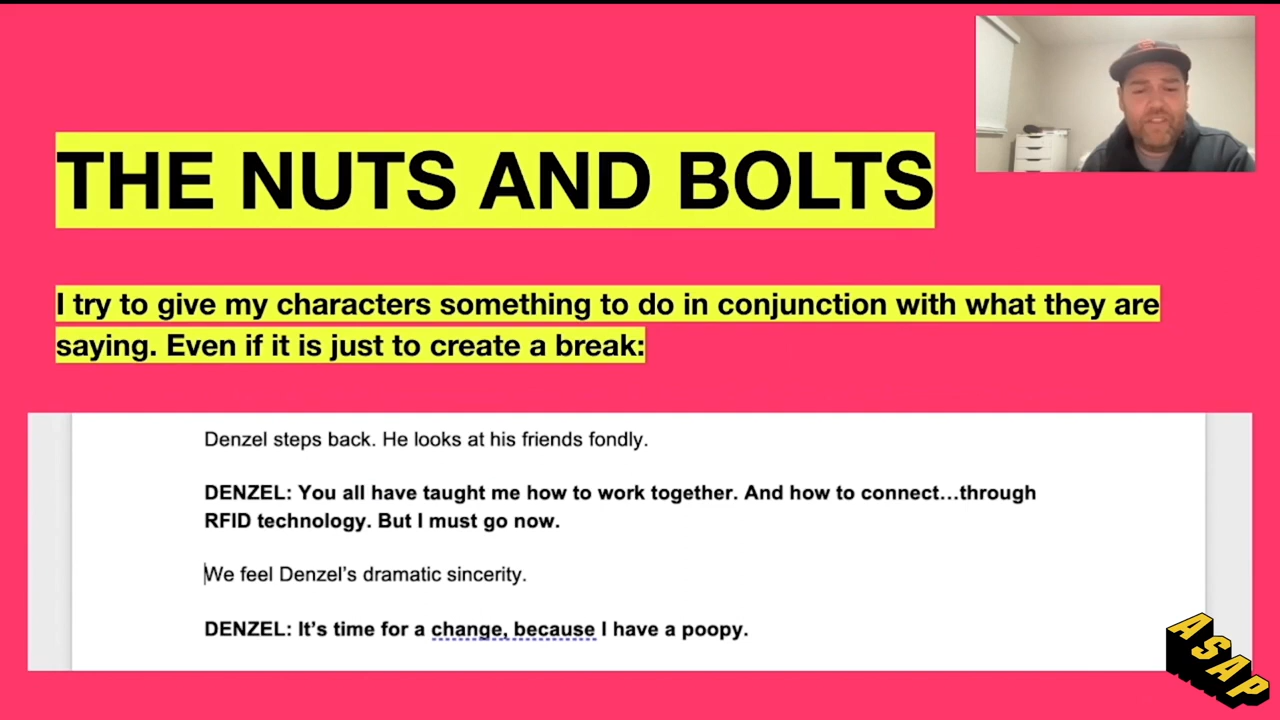 THE NUTS AND BOLTS
I try to give my characters something to do in conjunction with what they are
saying. Even if it is just to create a break:
Denzel steps back. He looks at his friends fondly.
DENZEL: You all have taught me how to work together. And how to connect…through
RFID technology. But I must go now.
We feel Denzel’s dramatic sincerity.
DENZEL: It’s time for a change, because I have a poopy.
ASAP